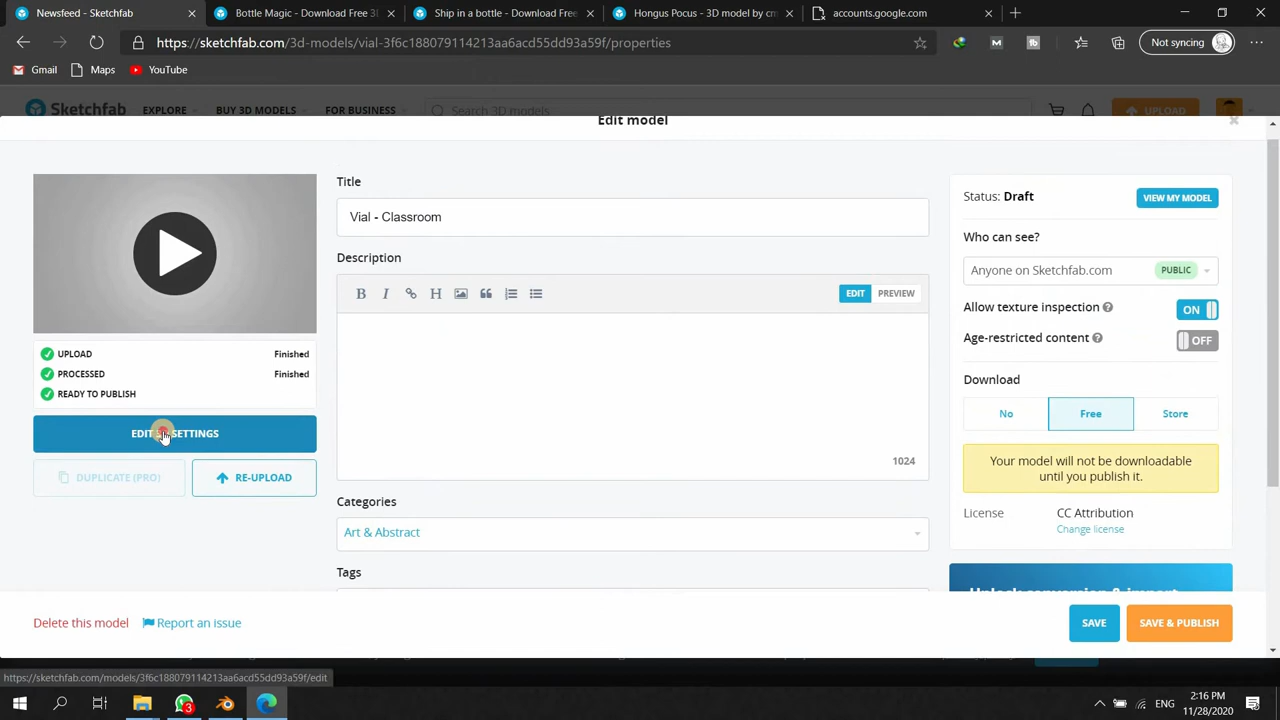 Newsfeed - Sketchfab
Bottle Magic - Download Free 3
Ship in a bottle - Download Free
Hongus Pocus - 3D model by cm
accounts.google.com
https://sketchfab.com/3d-models/vial-3f6c188079114213aa6acd55dd93a59f/properties
Not syncing
Gmail
Maps
YouTube
Sketchfab
EXPLORE
BUY 3D MODELS
FOR BUSINESS
Search 3D models
UPLOAD
Edit model
Title
Status: Draft
VIEW MY MODEL
Vial - Classroom
Who can see?
Description
Anyone on Sketchfab.com
PUBLIC
B I H
EDIT
PREVIEW
Allow texture inspection
ON
Age-restricted content
OFF
UPLOAD
Finished
PROCESSED
Finished
READY TO PUBLISH
Download
No
Free
Store
EDIT SETTINGS
Your model will not be downloadable
until you publish it.
1024
DUPLICATE (PRO)
RE-UPLOAD
Categories
License
CC Attribution
Change license
Art & Abstract
Tags
Delete this model
Report an issue
SAVE
SAVE & PUBLISH
https://sketchfab.com/models/3f6c188079114213aa6acd55dd93a59f/edit
3
ENG
2:16 PM
11/28/2020